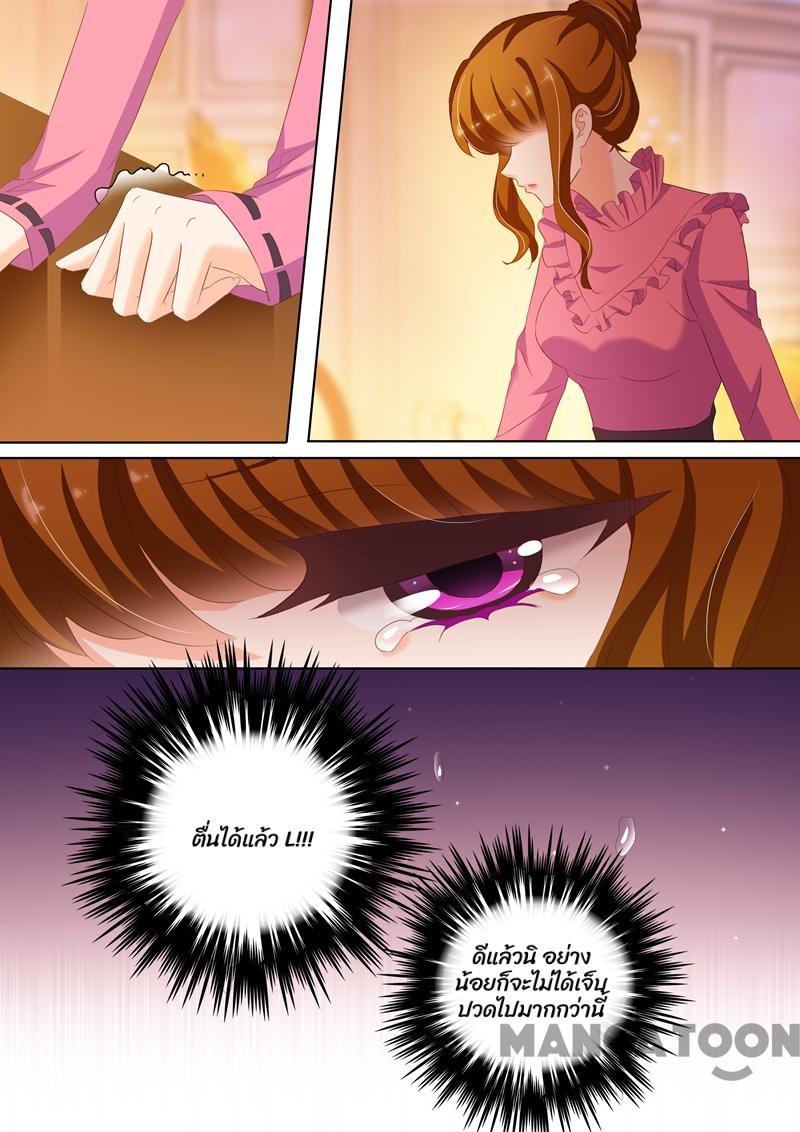 ตื่นได้แล้ว L!!!
ดีแล้วนิ อย่าง
น้อยก็จะไม่ได้เจ็บ
ปวดไปมากกว่านี้
MANGATOON